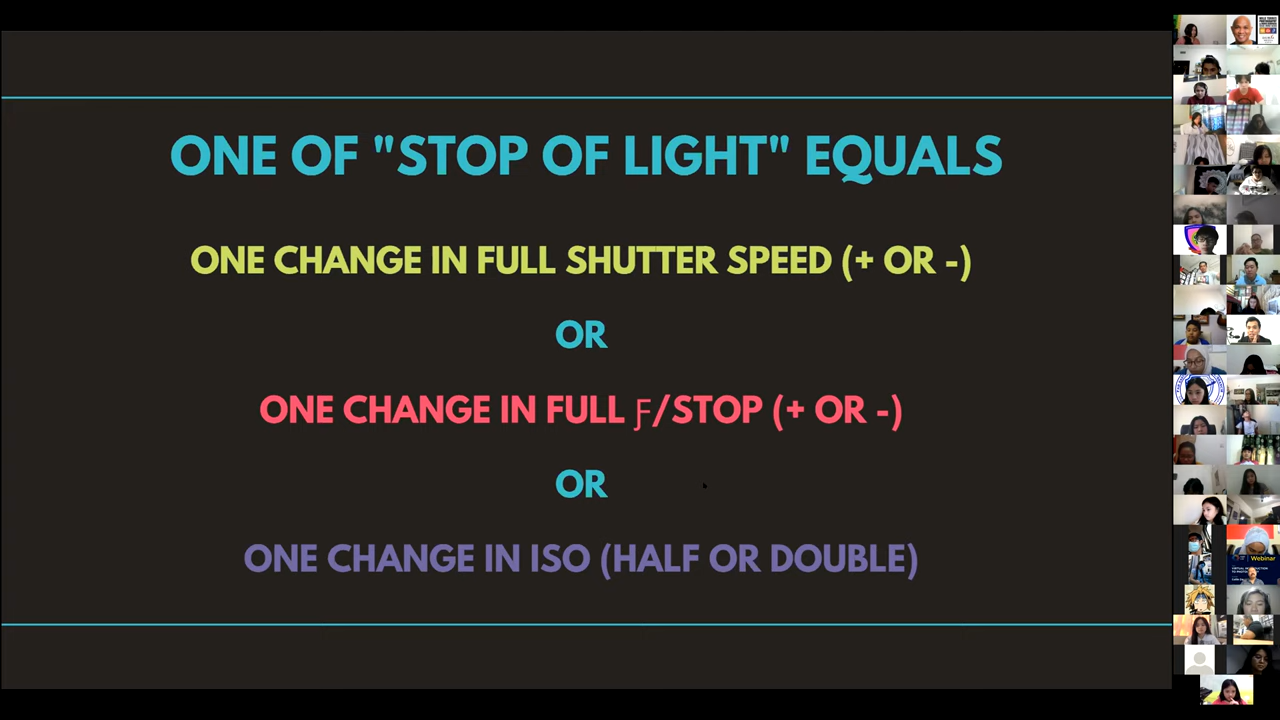 ONE OF "STOP OF LIGHT" EQUALS
ONE CHANGE IN FULL SHUTTER SPEED (+ OR -)
OR
ONE CHANGE IN FULL Ƒ/STOP (+ OR -)
OR
ONE CHANGE IN ISO (HALF OR DOUBLE)
Webinar